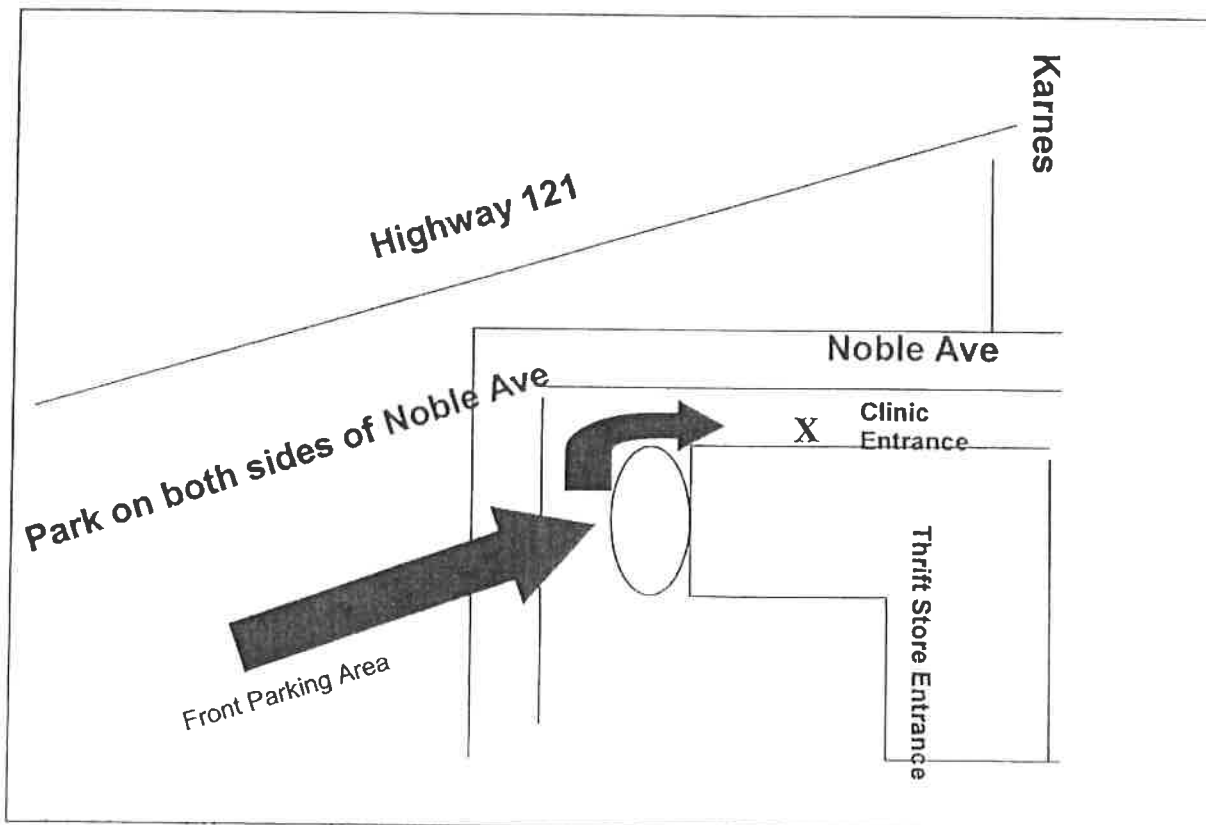 Karnes
Highway 121
Noble Ave
Park on both sides of Noble Ave
X
Clinic
Entrance
Thrift Store Entrance
Front Parking Area